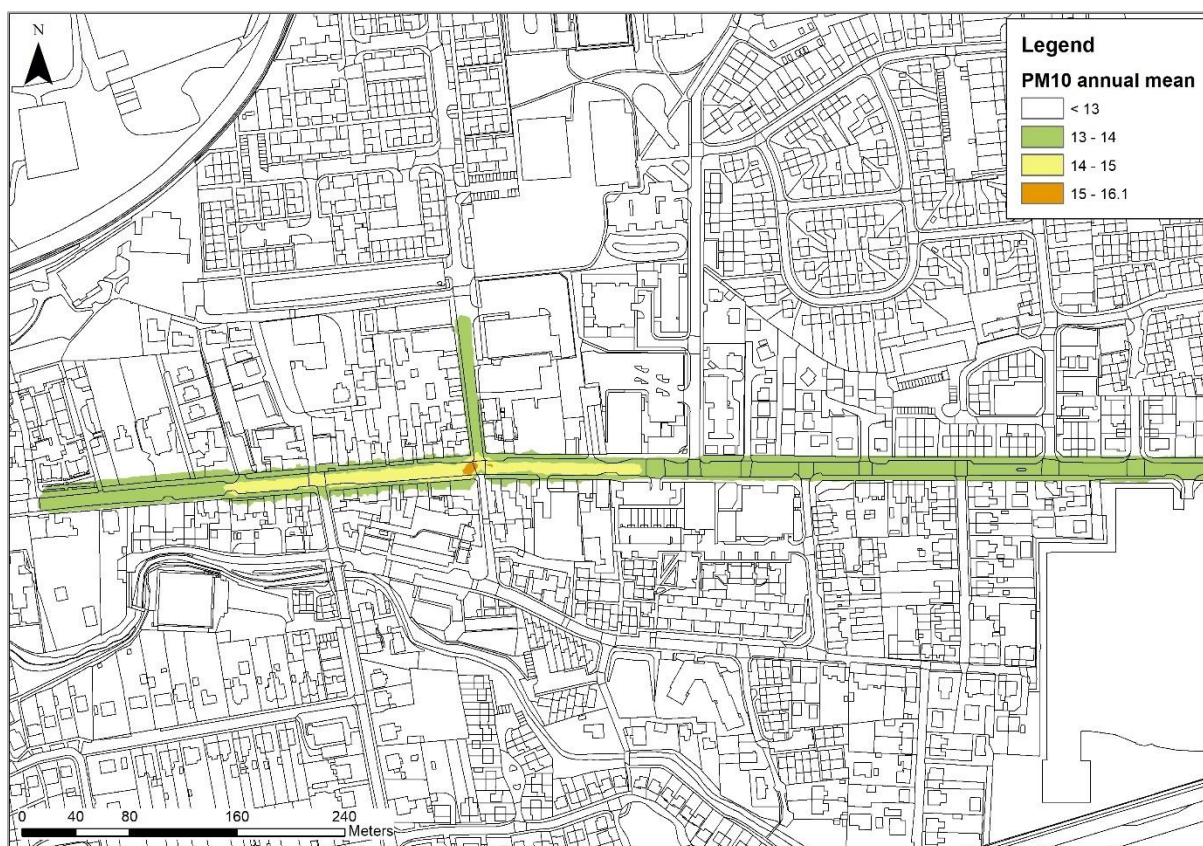 N
Legend
PM10 annual mean
< 13
13 - 14
14 - 15
15 - 16.1
0 40 80 160 240
Meters